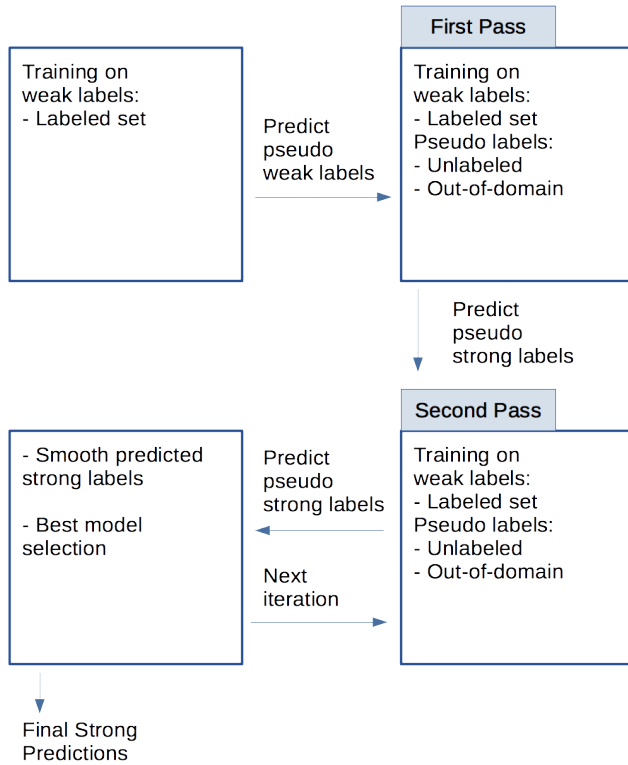 First Pass
Training on
weak labels:
- Labeled set
Predict
pseudo
weak labels
Training on
weak labels:
- Labeled set
Pseudo labels:
- Unlabeled
- Out-of-domain
Predict
pseudo
strong labels
Second Pass
- Smooth predicted
strong labels
- Best model
selection
Predict
pseudo
strong labels
Next
iteration
Training on
weak labels:
- Labeled set
Pseudo labels:
- Unlabeled
- Out-of-domain
Final Strong
Predictions